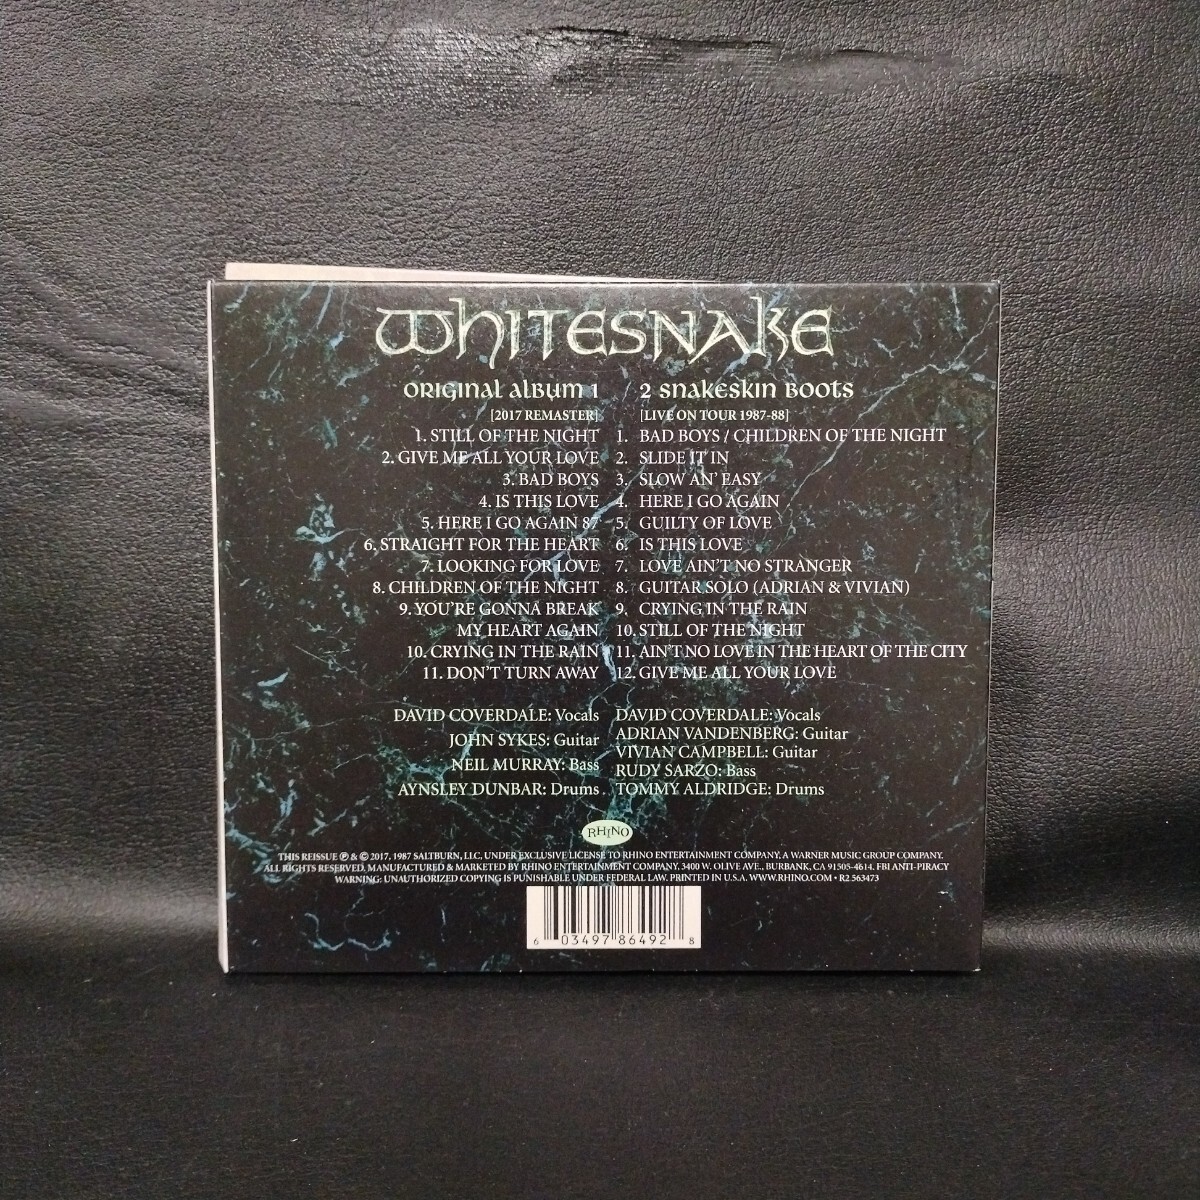 WHITESNAKE
ORIGINAL ALBUM 1
[2017 REMASTER]
1. STILL OF THE NIGHT
2. GIVE ME ALL YOUR LOVE
3. BAD BOYS
4. IS THIS LOVE
5. HERE I GO AGAIN 87
6. STRAIGHT FOR THE HEART
7. LOOKING FOR LOVE
8. CHILDREN OF THE NIGHT
9. YOU'RE GONNA BREAK
MY HEART AGAIN
10. CRYING IN THE RAIN
11. DON'T TURN AWAY
DAVID COVERDALE: Vocals
JOHN SYKES: Guitar
NEIL MURRAY: Bass
AYNSLEY DUNBAR: Drums
2 SNAKESKIN BOOTS
[LIVE ON TOUR 1987-88]
1. BAD BOYS / CHILDREN OF THE NIGHT
2. SLIDE IT IN
3. SLOW AN' EASY
4. HERE I GO AGAIN
5. GUILTY OF LOVE
6. IS THIS LOVE
7. LOVE AIN'T NO STRANGER
8. GUITAR SOLO (ADRIAN & VIVIAN)
9. CRYING IN THE RAIN
10. STILL OF THE NIGHT
11. AIN'T NO LOVE IN THE HEART OF THE CITY
12. GIVE ME ALL YOUR LOVE
DAVID COVERDALE: Vocals
ADRIAN VANDENBERG: Guitar
VIVIAN CAMPBELL: Guitar
RUDY SARZO: Bass
TOMMY ALDRIDGE: Drums
RHINO
THIS REISSUE ℗ & © 2017, 1987 SALTBURN, LLC, UNDER EXCLUSIVE LICENSE TO RHINO ENTERTAINMENT COMPANY, A WARNER MUSIC GROUP COMPANY.
ALL RIGHTS RESERVED. MANUFACTURED & MARKETED BY RHINO ENTERTAINMENT COMPANY, 3400 W. OLIVE AVE., BURBANK, CA 91505-4614. FBI ANTI-PIRACY
WARNING: UNAUTHORIZED COPYING IS PUNISHABLE UNDER FEDERAL LAW. PRINTED IN U.S.A. WWW.RHINO.COM • R2 563473
6 03497 86492 8